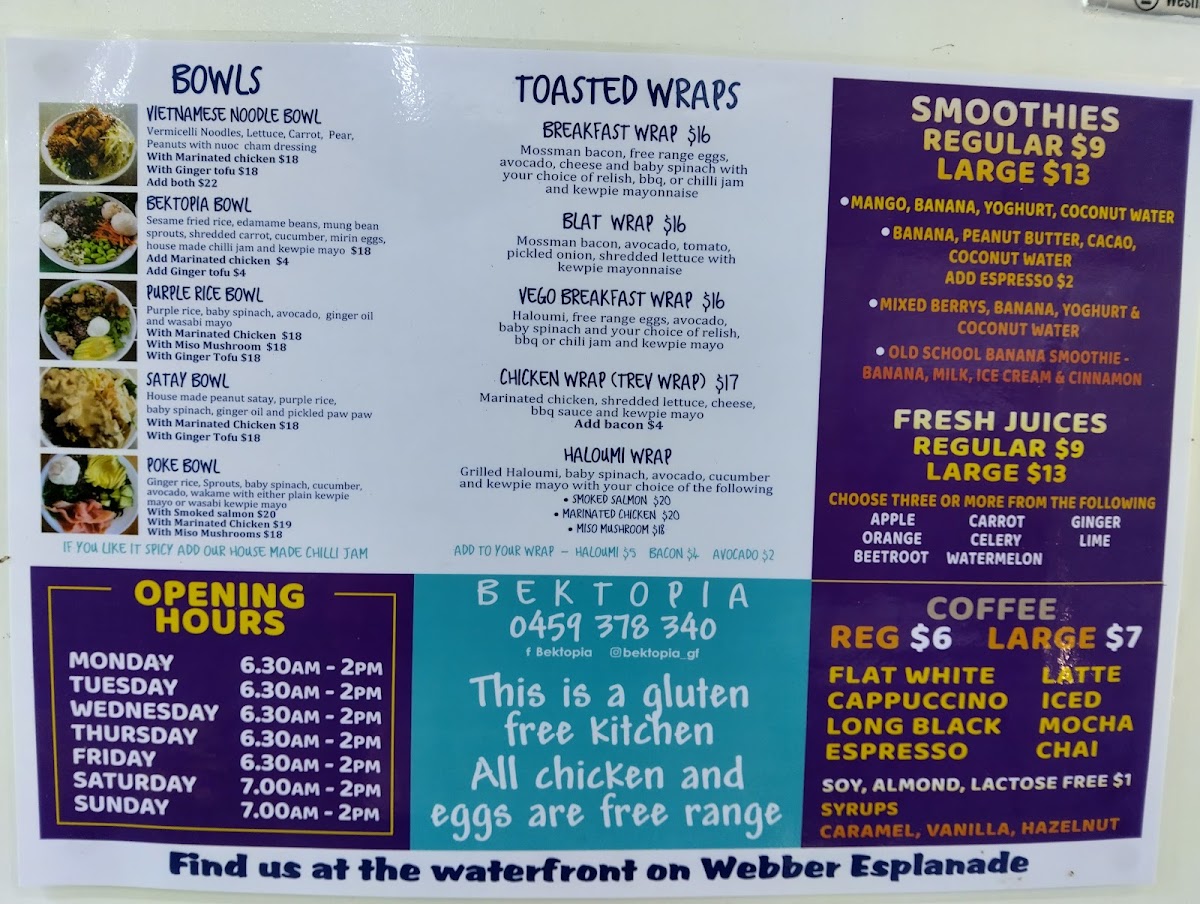 BOWLS
VIETNAMESE NOODLE BOWL
Vermicelli Noodles, Lettuce, Carrot, Pear,
Peanuts with nuoc cham dressing
With Marinated chicken $18
With Ginger tofu $18
Add both $22
BEKTOPIA BOWL
Sesame fried rice, edamame beans, mung bean
sprouts, shredded carrot, cucumber, mirin eggs,
house made chilli jam and kewpie mayo $18
Add Marinated chicken $4
Add Ginger tofu $4
PURPLE RICE BOWL
Purple rice, baby spinach, avocado, ginger oil
and wasabi mayo
With Marinated Chicken $18
With Miso Mushroom $18
With Ginger Tofu $18
SATAY BOWL
House made peanut satay, purple rice,
baby spinach, ginger oil and pickled paw paw
With Marinated Chicken $18
With Ginger Tofu $18
POKE BOWL
Ginger rice, Sprouts, baby spinach, cucumber,
avocado, wakame with either plain kewpie
mayo or wasabi kewpie mayo
With Smoked salmon $20
With Marinated Chicken $19
With Miso Mushrooms $18
IF YOU LIKE IT SPICY ADD OUR HOUSE MADE CHILLI JAM
TOASTED WRAPS
BREAKFAST WRAP $16
Mossman bacon, free range eggs,
avocado, cheese and baby spinach with
your choice of relish, bbq, or chilli jam
and kewpie mayonnaise
BLAT WRAP $16
Mossman bacon, avocado, tomato,
pickled onion, shredded lettuce with
kewpie mayonnaise
VEGO BREAKFAST WRAP $16
Haloumi, free range eggs, avocado,
baby spinach and your choice of relish,
bbq or chili jam and kewpie mayo
CHICKEN WRAP (TREV WRAP) $17
Marinated chicken, shredded lettuce, cheese,
bbq sauce and kewpie mayo
Add bacon $4
HALOUMI WRAP
Grilled Haloumi, baby spinach, avocado, cucumber
and kewpie mayo with your choice of the following
• SMOKED SALMON $20
• MARINATED CHICKEN $20
• MISO MUSHROOM $18
ADD TO YOUR WRAP – HALOUMI $5 BACON $4 AVOCADO $2
SMOOTHIES
REGULAR $9
LARGE $13
• MANGO, BANANA, YOGHURT, COCONUT WATER
• BANANA, PEANUT BUTTER, CACAO,
COCONUT WATER
ADD ESPRESSO $2
• MIXED BERRYS, BANANA, YOGHURT &
COCONUT WATER
• OLD SCHOOL BANANA SMOOTHIE -
BANANA, MILK, ICE CREAM & CINNAMON
FRESH JUICES
REGULAR $9
LARGE $13
CHOOSE THREE OR MORE FROM THE FOLLOWING
APPLE CARROT GINGER
ORANGE CELERY LIME
BEETROOT WATERMELON
OPENING
HOURS
MONDAY 6.30AM - 2PM
TUESDAY 6.30AM - 2PM
WEDNESDAY 6.30AM - 2PM
THURSDAY 6.30AM - 2PM
FRIDAY 6.30AM - 2PM
SATURDAY 7.00AM - 2PM
SUNDAY 7.00AM - 2PM
BEKTOPIA
0459 378 340
f Bektopia @bektopia_gf
This is a gluten
free kitchen
All chicken and
eggs are free range
COFFEE
REG $6 LARGE $7
FLAT WHITE LATTE
CAPPUCCINO ICED
LONG BLACK MOCHA
ESPRESSO CHAI
SOY, ALMOND, LACTOSE FREE $1
SYRUPS
CARAMEL, VANILLA, HAZELNUT
Find us at the waterfront on Webber Esplanade